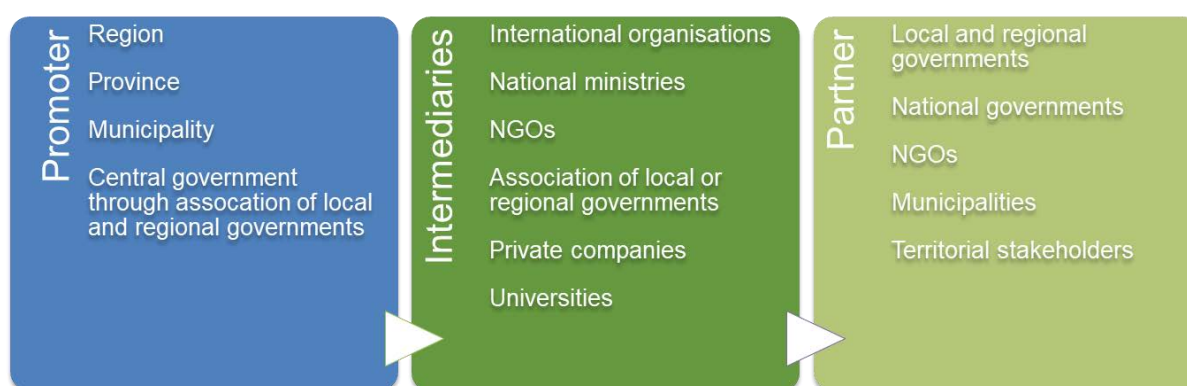 Promoter
Region
Province
Municipality
Central government
through assocation of local
and regional governments
Intermediaries
International organisations
National ministries
NGOs
Association of local or
regional governments
Private companies
Universities
Partner
Local and regional
governments
National governments
NGOs
Municipalities
Territorial stakeholders